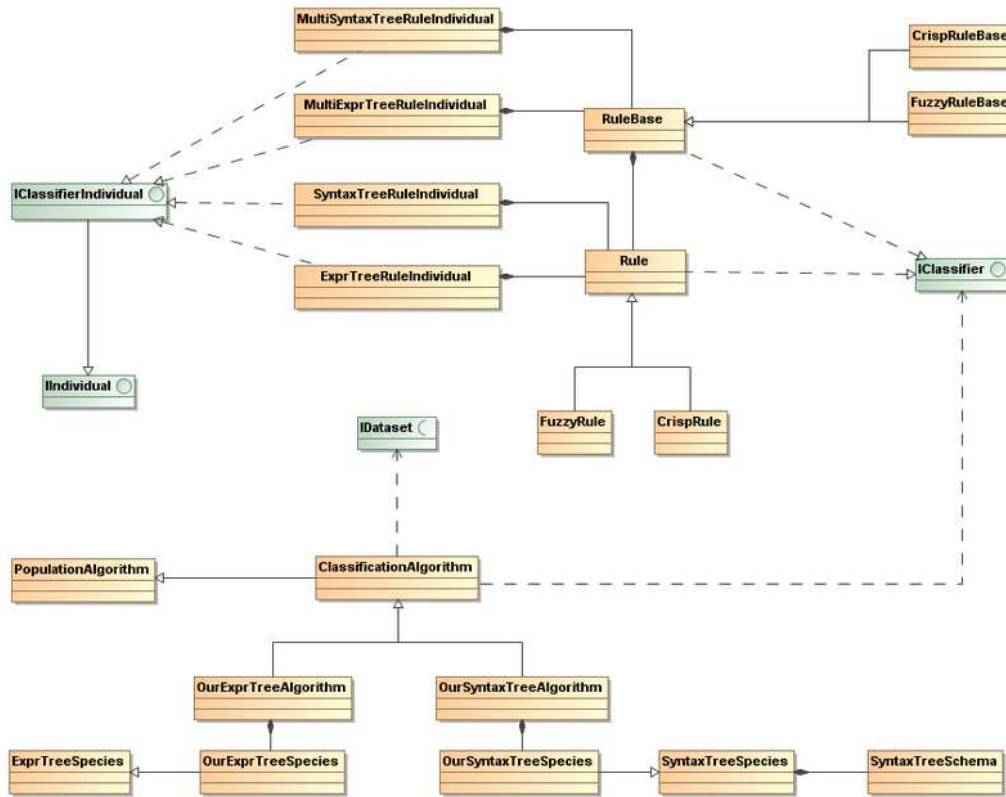 MultiSyntaxTreeRuleIndividual
CrispRuleBase
MultiExprTreeRuleIndividual
FuzzyRuleBase
RuleBase
IClassifierIndividual
SyntaxTreeRuleIndividual
Rule
IClassifier
ExprTreeRuleIndividual
IIndividual
FuzzyRule
CrispRule
IDataset
PopulationAlgorithm
ClassificationAlgorithm
OurExprTreeAlgorithm
OurSyntaxTreeAlgorithm
ExprTreeSpecies
OurExprTreeSpecies
OurSyntaxTreeSpecies
SyntaxTreeSpecies
SyntaxTreeSchema